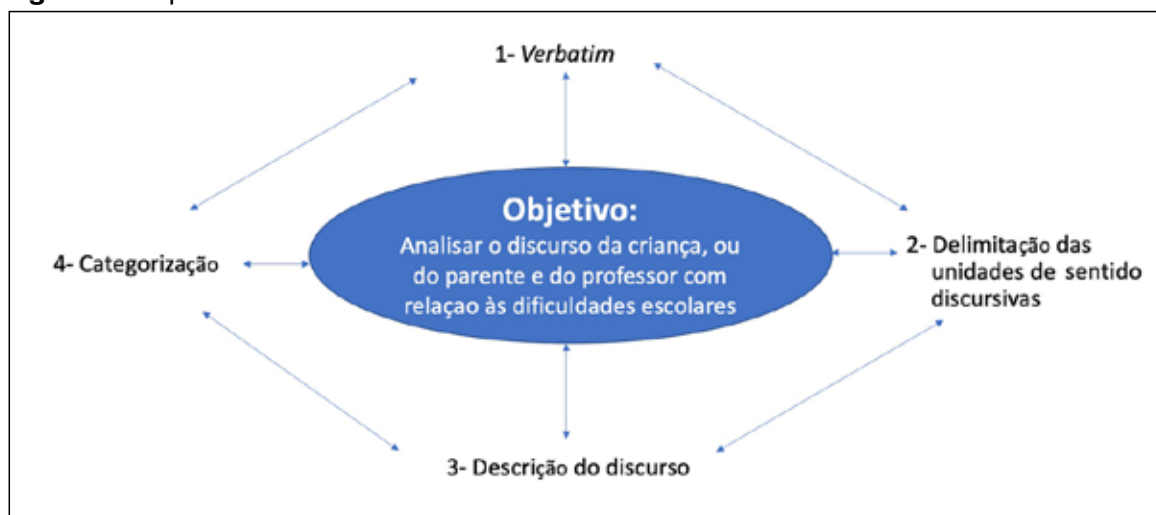 1- Verbatim
Objetivo:
Analisar o discurso da criança, ou
do parente e do professor com
relaçao às dificuldades escolares
2- Delimitação das
unidades de sentido
discursivas
4- Categorização
3- Descrição do discurso